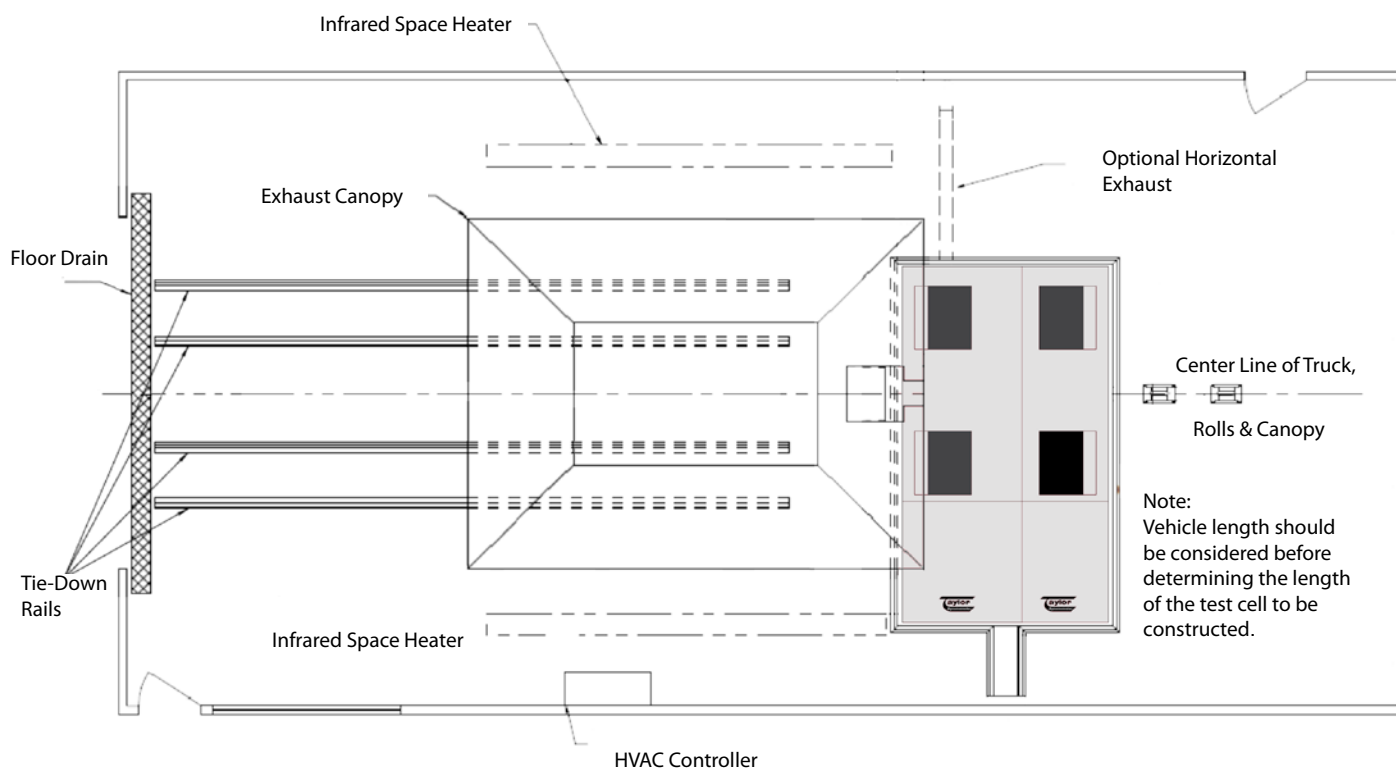 Infrared Space Heater
Optional Horizontal
Exhaust
Exhaust Canopy
Floor Drain
Center Line of Truck,
Rolls & Canopy
Note:
Vehicle length should
be considered before
determining the length
of the test cell to be
constructed.
Tie-Down
Rails
Taylor
Taylor
Infrared Space Heater
HVAC Controller